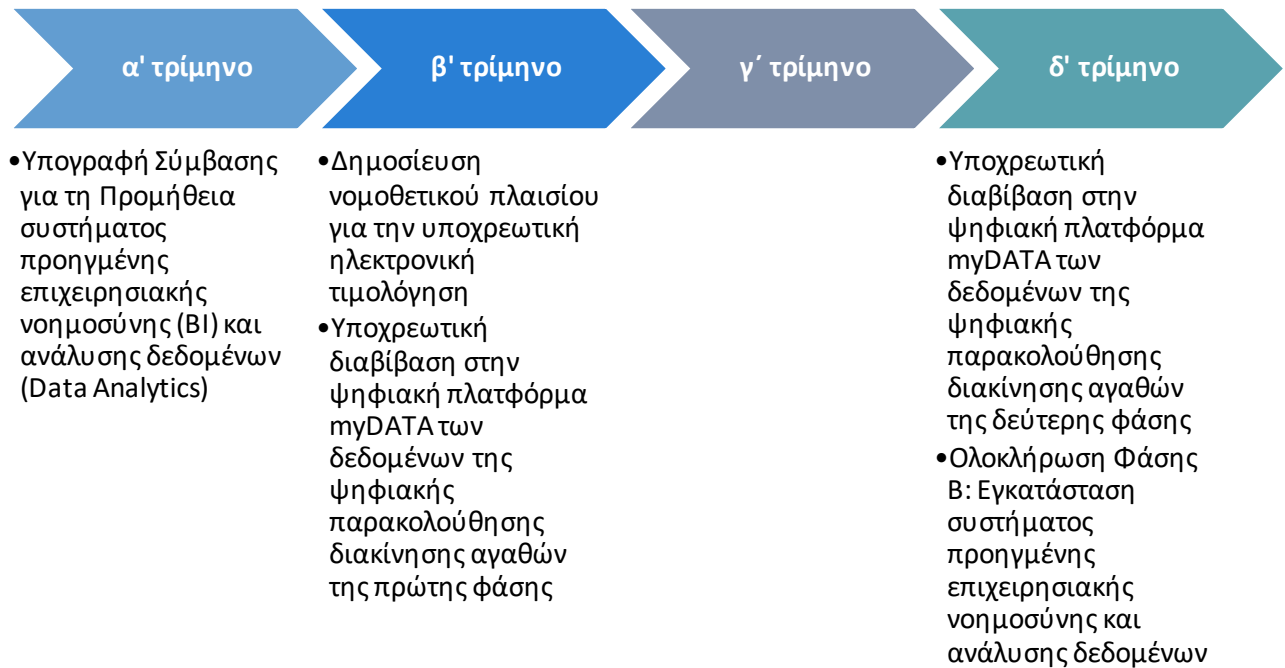 α' τρίμηνο
β' τρίμηνο
γ΄ τρίμηνο
δ' τρίμηνο
•Υπογραφή Σύμβασης
για τη Προμήθεια
συστήματος
προηγμένης
επιχειρησιακής
νοημοσύνης (BI) και
ανάλυσης δεδομένων
(Data Analytics)
•Δημοσίευση
νομοθετικού πλαισίου
για την υποχρεωτική
ηλεκτρονική
τιμολόγηση
•Υποχρεωτική
διαβίβαση στην
ψηφιακή πλατφόρμα
myDATA των
δεδομένων της
ψηφιακής
παρακολούθησης
διακίνησης αγαθών
της πρώτης φάσης
•Υποχρεωτική
διαβίβαση στην
ψηφιακή πλατφόρμα
myDATA των
δεδομένων της
ψηφιακής
παρακολούθησης
διακίνησης αγαθών
της δεύτερης φάσης
•Ολοκλήρωση Φάσης
Β: Εγκατάσταση
συστήματος
προηγμένης
επιχειρησιακής
νοημοσύνης και
ανάλυσης δεδομένων